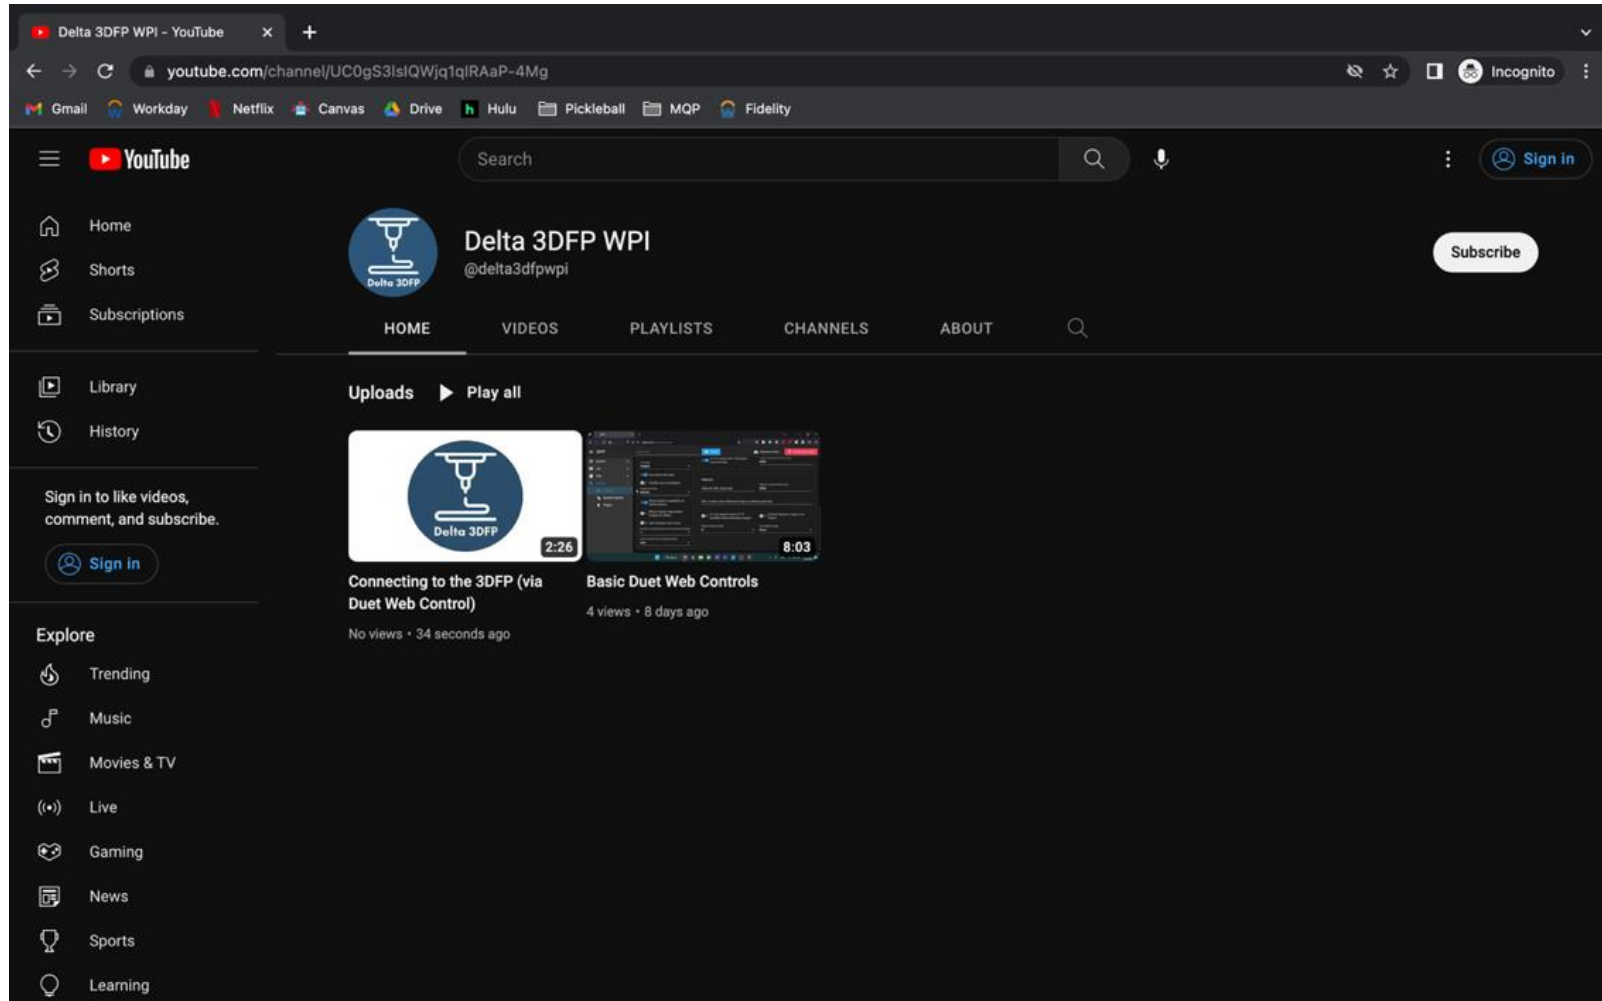 Delta 3DFP WPI - YouTube
youtube.com/channel/UC0gS3lsIQWjq1qlRAaP-4Mg
Incognito
Gmail
Workday
Netflix
Canvas
Drive
h
Hulu
Pickleball
MQP
Fidelity
YouTube
Search
Sign in
Home
Shorts
Subscriptions
Library
History
Sign in to like videos,
comment, and subscribe.
Sign in
Explore
Trending
Music
Movies & TV
Live
Gaming
News
Sports
Learning
Delta 3DFP
Delta 3DFP WPI
@delta3dfpwpi
Subscribe
HOME
VIDEOS
PLAYLISTS
CHANNELS
ABOUT
Uploads
Play all
Delta 3DFP
2:26
Connecting to the 3DFP (via
Duet Web Control)
No views • 34 seconds ago
8:03
Basic Duet Web Controls
4 views • 8 days ago